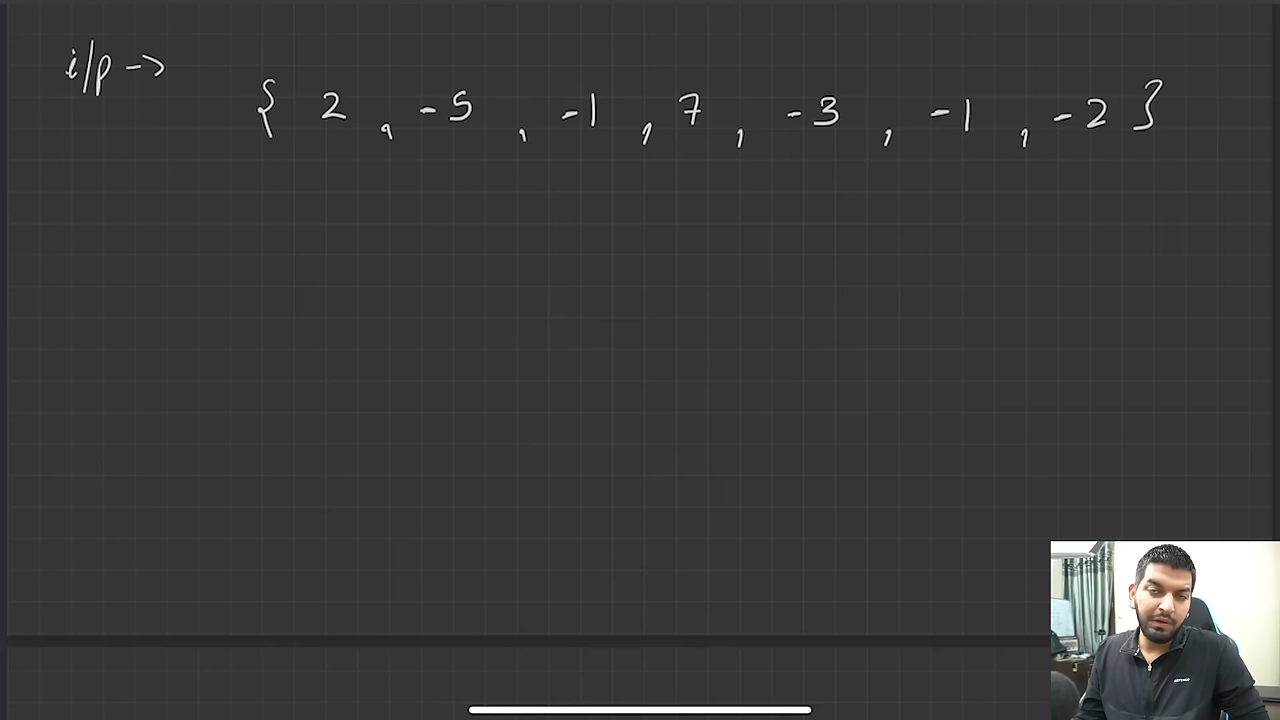 i/p ->
{ 2 , -5 , -1 , 7 , -3 , -1 , -2 }